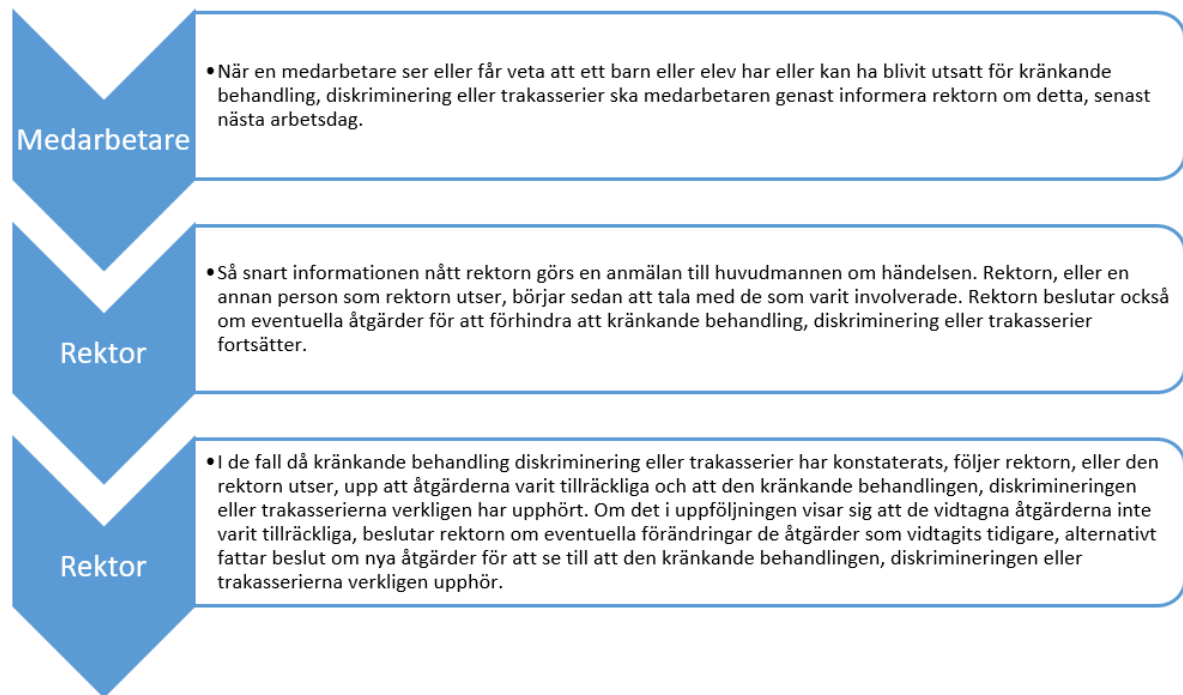 Medarbetare
•När en medarbetare ser eller får veta att ett barn eller elev har eller kan ha blivit utsatt för kränkande
behandling, diskriminering eller trakasserier ska medarbetaren genast informera rektorn om detta, senast
nästa arbetsdag.
Rektor
•Så snart informationen nått rektorn görs en anmälan till huvudmannen om händelsen. Rektorn, eller en
annan person som rektorn utser, börjar sedan att tala med de som varit involverade. Rektorn beslutar också
om eventuella åtgärder för att förhindra att kränkande behandling, diskriminering eller trakasserier
fortsätter.
Rektor
•I de fall då kränkande behandling diskriminering eller trakasserier har konstaterats, följer rektorn, eller den
rektorn utser, upp att åtgärderna varit tillräckliga och att den kränkande behandlingen, diskrimineringen
eller trakasserierna verkligen har upphört. Om det i uppföljningen visar sig att de vidtagna åtgärderna inte
varit tillräckliga, beslutar rektorn om eventuella förändringar de åtgärder som vidtagits tidigare, alternativt
fattar beslut om nya åtgärder för att se till att den kränkande behandlingen, diskrimineringen eller
trakasserierna verkligen upphör.